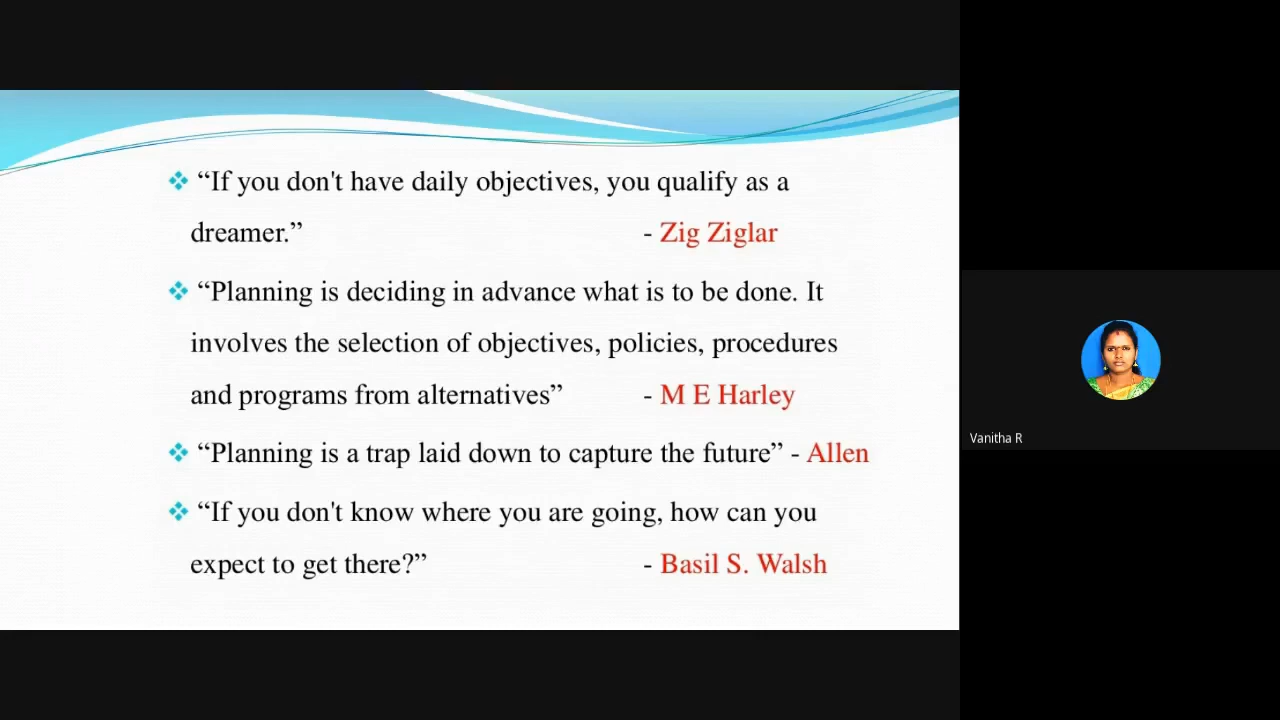 “If you don't have daily objectives, you qualify as a
dreamer.” - Zig Ziglar
“Planning is deciding in advance what is to be done. It
involves the selection of objectives, policies, procedures
and programs from alternatives” - M E Harley
“Planning is a trap laid down to capture the future” - Allen
“If you don't know where you are going, how can you
expect to get there?” - Basil S. Walsh
Vanitha R